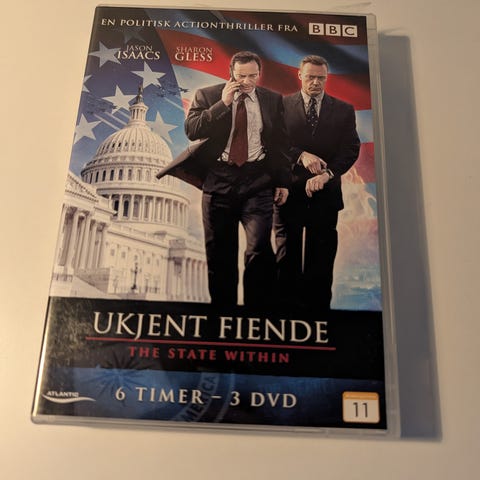 EN POLITISK ACTIONTHRILLER FRA BBC
JASON ISAACS
SHARON GLESS
UKJENT FIENDE
THE STATE WITHIN
6 TIMER – 3 DVD
ATLANTIC
11